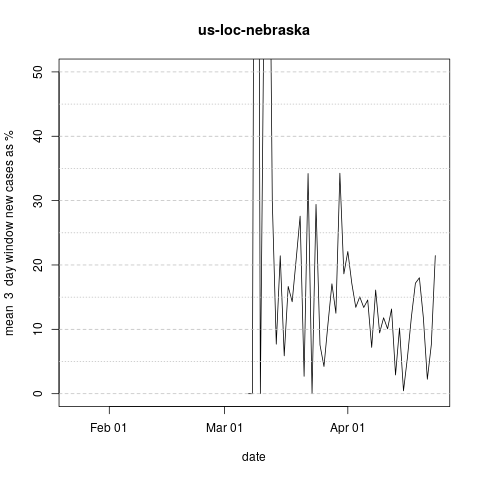 us-loc-nebraska
mean 3 day window new cases as %
50
40
30
20
10
0
Feb 01
Mar 01
Apr 01
date